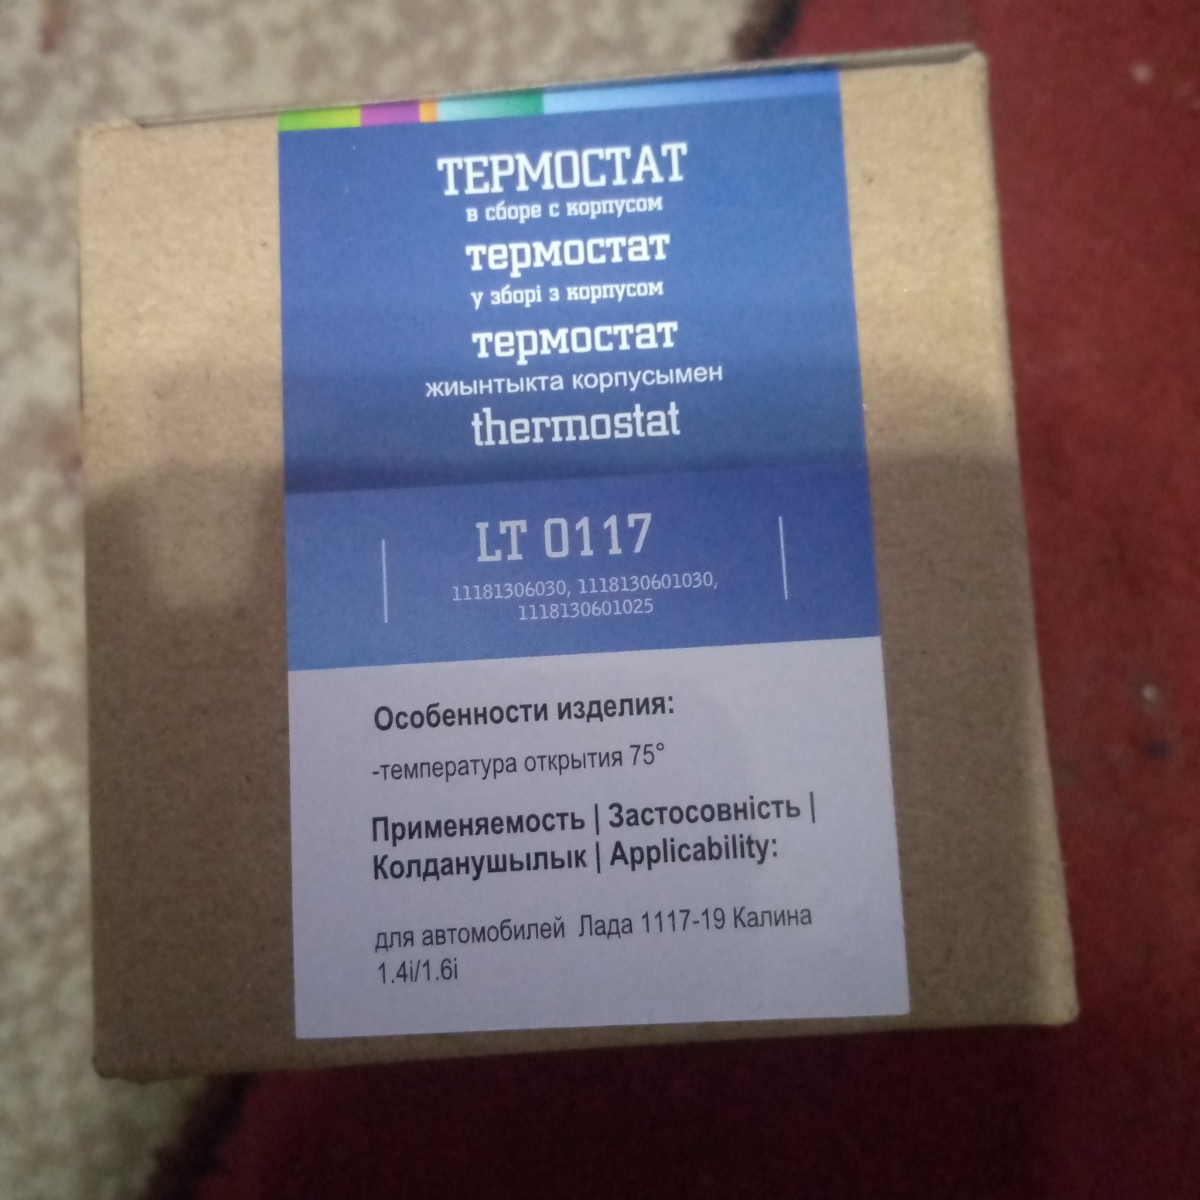 ТЕРМОСТАТ
в сборе с корпусом
термостат
у зборі з корпусом
термостат
жиынтыкта корпусымен
thermostat
LT 0117
11181306030, 1118130601030,
1118130601025
Особенности изделия:
-температура открытия 75°
Применяемость | Застосовність |
Колданушылык | Applicability:
для автомобилей Лада 1117-19 Калина
1.4i/1.6i